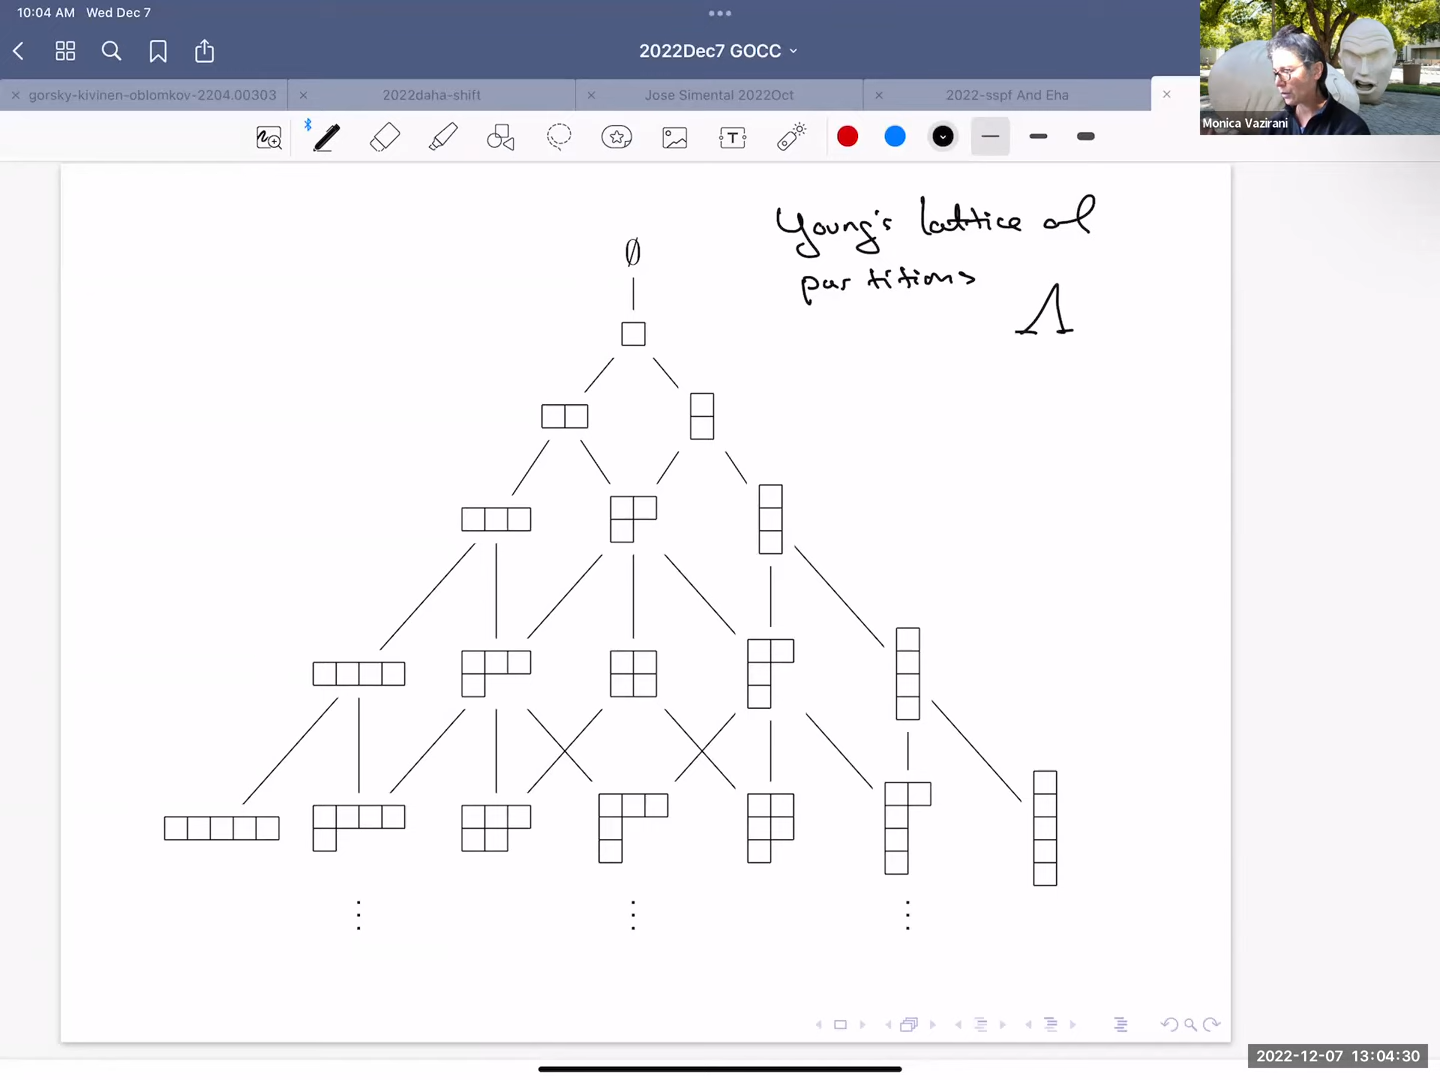 10:04 AM Wed Dec 7
2022Dec7 GOCC
gorsky-kivinen-oblomkov-2204.00303
2022daha-shift
Jose Simental 2022Oct
2022-sspf And Eha
Monica Vazirani
Young's lattice of
partitions
Λ
∅
2022-12-07 13:04:30